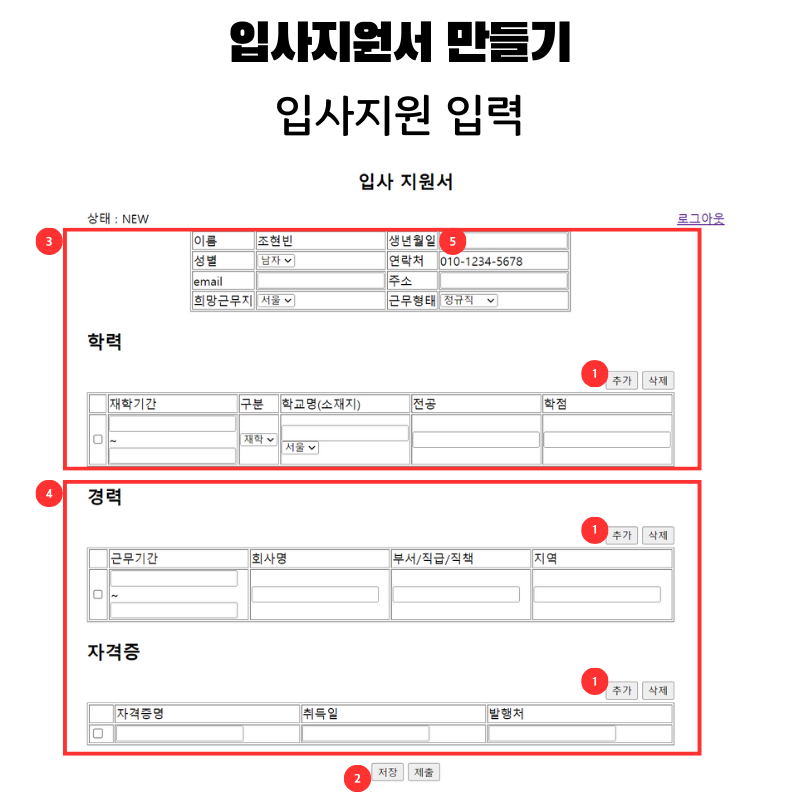 입사지원서 만들기
입사지원 입력
입사 지원서
상태 : NEW 로그아웃
3
이름 조현빈 생년월일 5
성별 남자 연락처 010-1234-5678
email 주소
희망근무지 서울 근무형태 정규직
학력
1 추가 삭제
재학기간 구분 학교명(소재지) 전공 학점
~ 재학 서울
4
경력
1 추가 삭제
근무기간 회사명 부서/직급/직책 지역
~
자격증
1 추가 삭제
자격증명 취득일 발행처
2 저장 제출